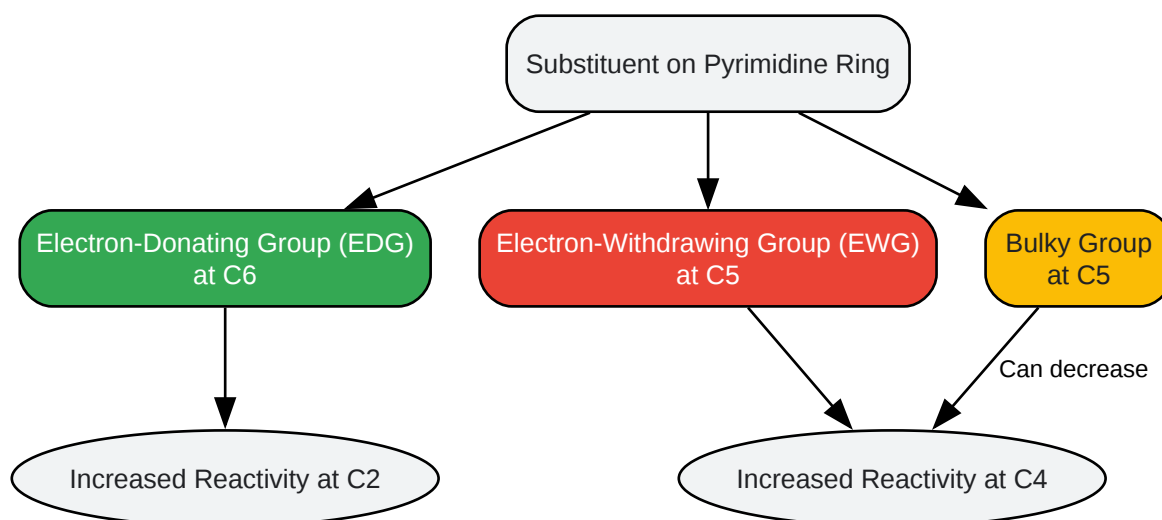 Substituent on Pyrimidine Ring
Electron-Donating Group (EDG)
at C6
Electron-Withdrawing Group (EWG)
at C5
Bulky Group
at C5
Can decrease
Increased Reactivity at C2
Increased Reactivity at C4